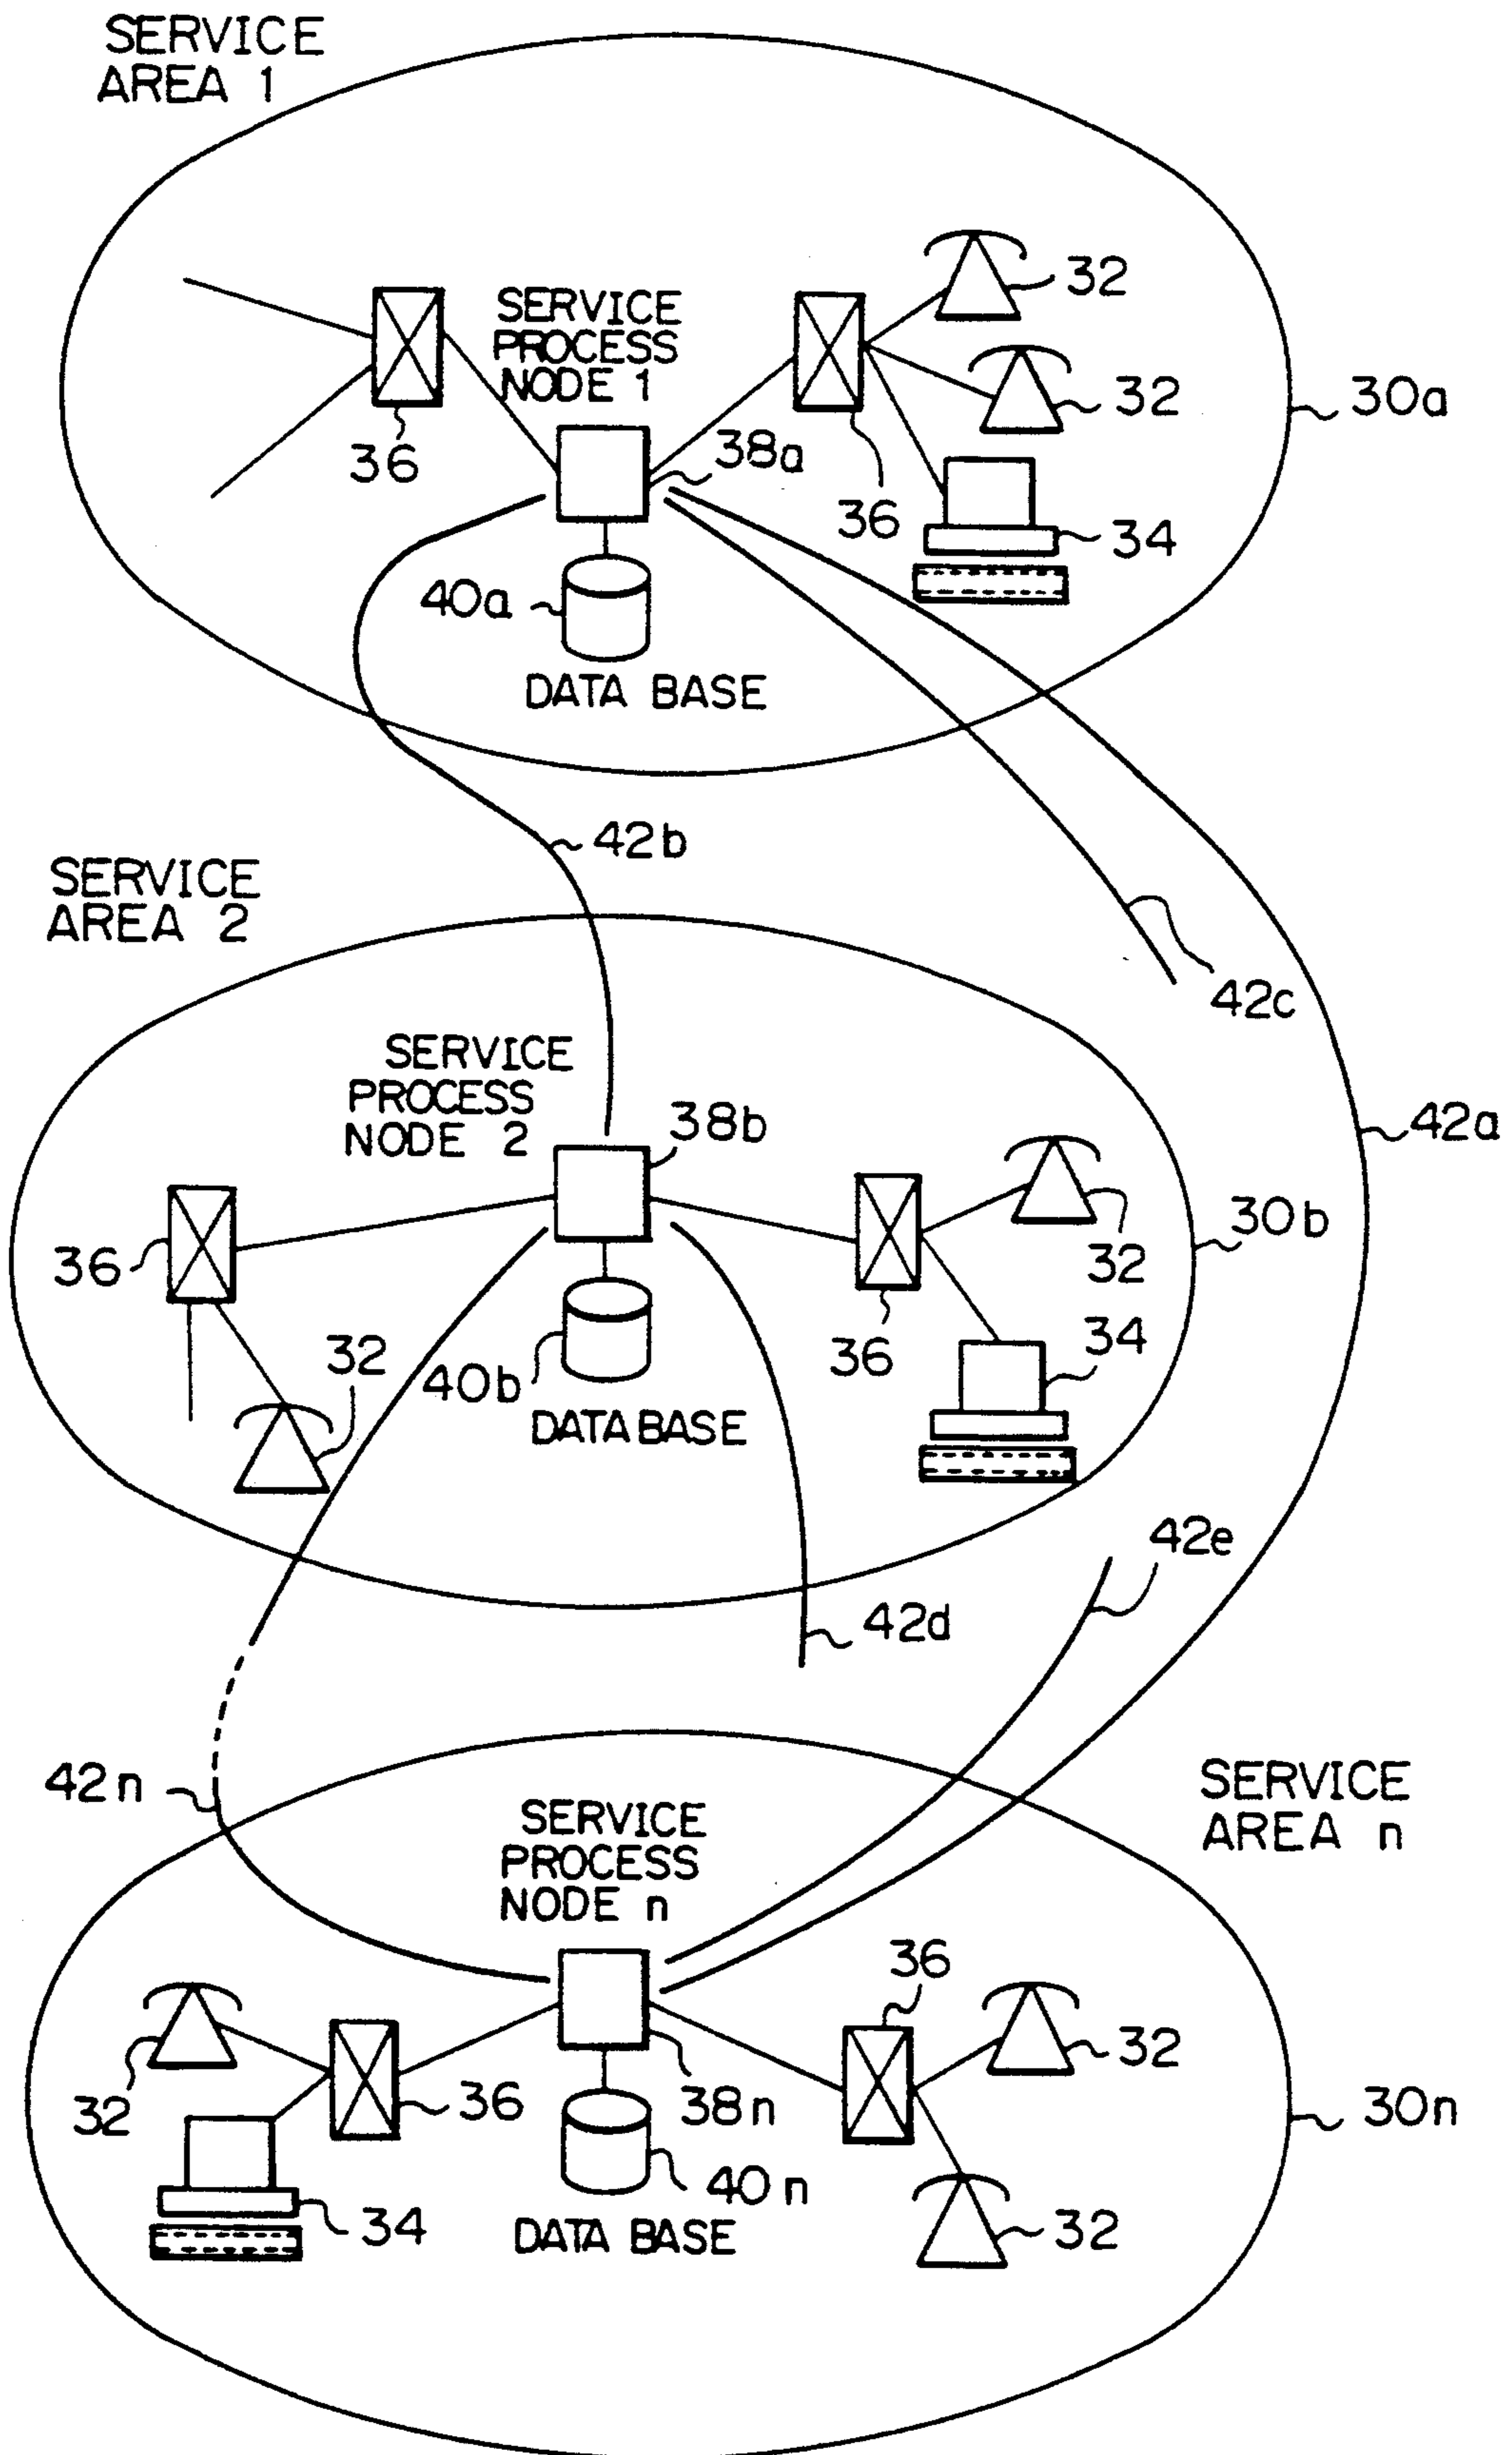 SERVICE
AREA 1
32
SERVICE
PROCESS
NODE 1
32
30a
36
38a
36
34
40a
DATA BASE
42b
SERVICE
AREA 2
42c
SERVICE
PROCESS
NODE 2
38b
42a
30b
36
32
32
36
34
40b
DATA BASE
42e
42d
42n
SERVICE
AREA n
SERVICE
PROCESS
NODE n
36
32
32
36
38n
30n
40n
34
32
DATA BASE